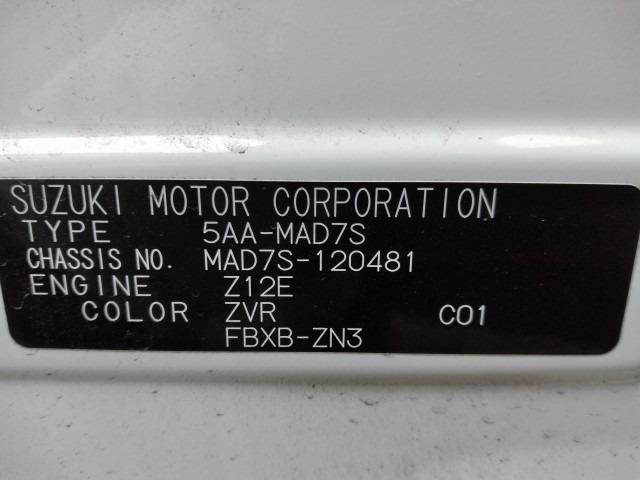 SUZUKI MOTOR CORPORATION
TYPE 5AA-MAD7S
CHASSIS NO. MAD7S-120481
ENGINE Z12E
COLOR ZVR C01
FBXB-ZN3